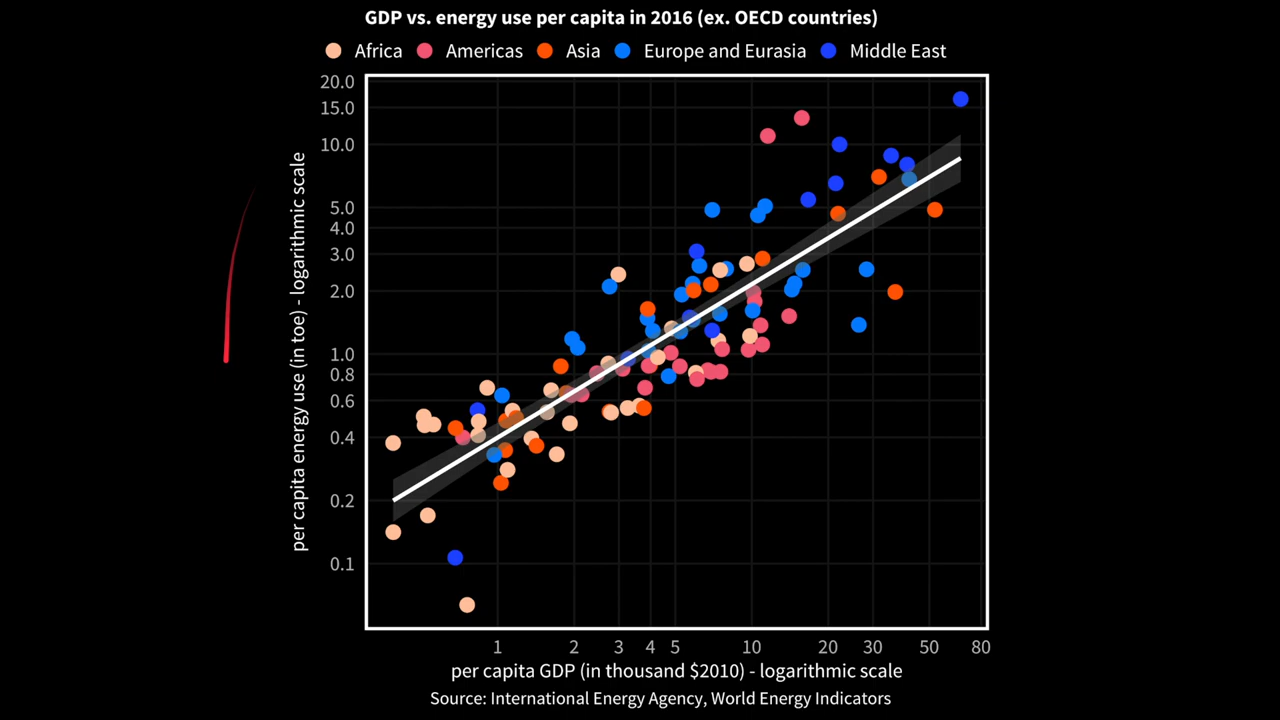 GDP vs. energy use per capita in 2016 (ex. OECD countries)
Africa Americas Asia Europe and Eurasia Middle East
per capita energy use (in toe) - logarithmic scale
20.0
15.0
10.0
5.0
4.0
3.0
2.0
1.0
0.8
0.6
0.4
0.2
0.1
1 2 3 4 5 10 20 30 50 80
per capita GDP (in thousand $2010) - logarithmic scale
Source: International Energy Agency, World Energy Indicators